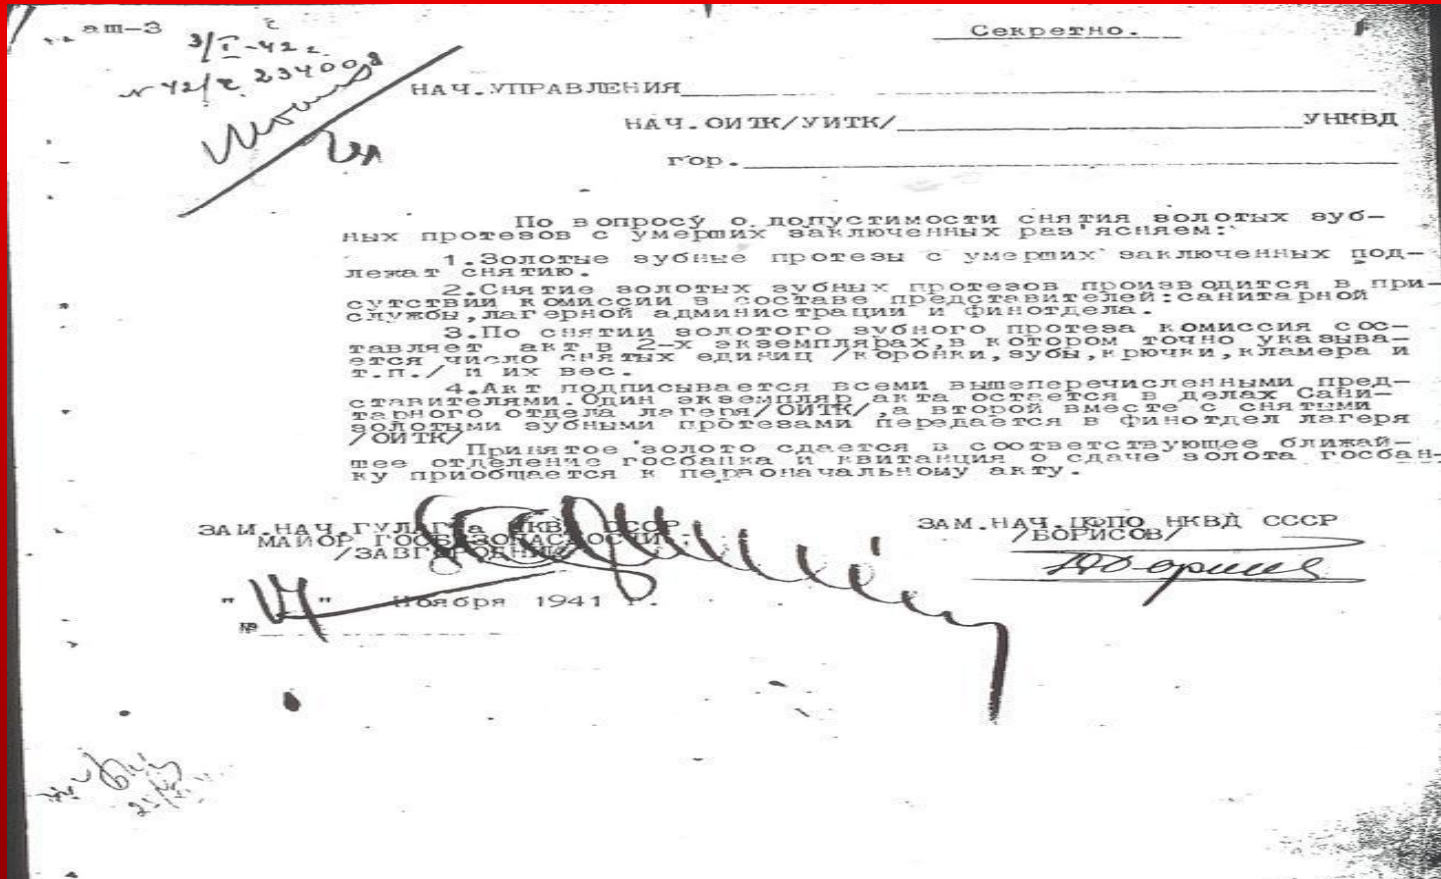 ат-3
Секретно.
3/I-42 г.
НАЧ.УПРАВЛЕНИЯ
НАЧ.ОИТК/УИТК/ УНКВД
гор.
По вопросу о допустимости снятия золотых зуб-
ных протезов с умерших заключенных раз'ясняем:
1.Золотые зубные протезы с умерших заключенных под-
лежат снятию.
2.Снятие золотых зубных протезов производится в при-
сутствии комиссии в составе представителей:санитарной
службы,лагерной администрации и финотдела.
3.По снятии золотого зубного протеза комиссия сос-
тавляет акт в 2-х экземплярах,в котором точно указыва-
ется число снятых единиц /коронки,зубы,крючки,кламера и
т.п./ и их вес.
4.Акт подписывается всеми вышеперечисленными пред-
ставителями.Один экземпляр акта остается в делах Сани-
тарного отдела лагеря/ОИТК/,а второй вместе с снятыми
золотыми зубными протезами передается в финотдел лагеря
/ОИТК/
Принятое золото сдается в соответствующее ближай-
шее отделение госбанка и квитанция о сдаче золота госбан-
ку приобщается к первоначальному акту.
ЗАМ.НАЧ.ГУЛАГ'а НКВД СССР
МАЙОР ГОСБЕЗОПАСНОСТИ
/ЗАВГОРОДНИЙ/
ЗАМ.НАЧ.ЦФПО НКВД СССР
/БОРИСОВ/
" " Ноября 1941 г.
№